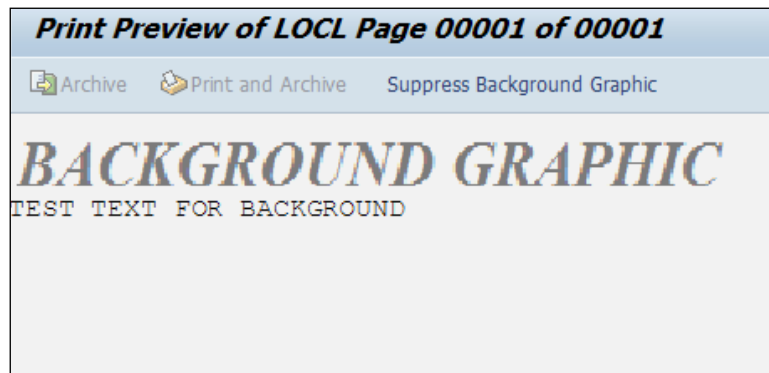 Print Preview of LOCL Page 00001 of 00001
Archive Print and Archive Suppress Background Graphic
BACKGROUND GRAPHIC
TEST TEXT FOR BACKGROUND